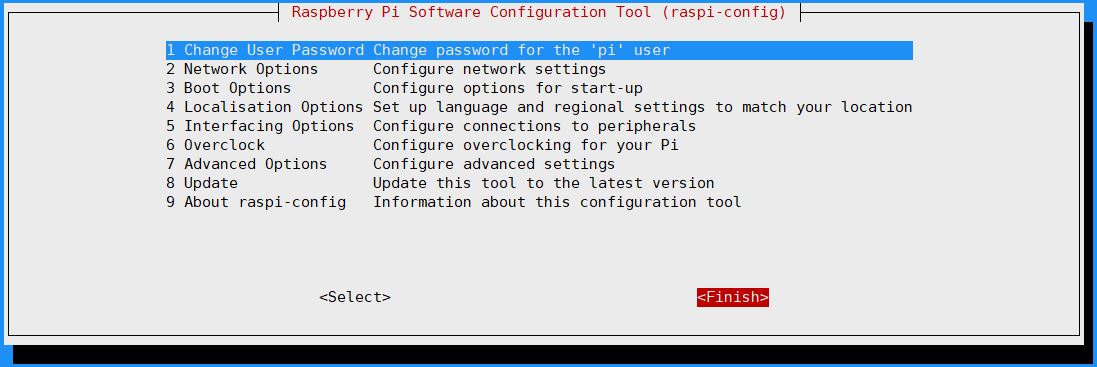 Raspberry Pi Software Configuration Tool (raspi-config)
1 Change User Password Change password for the 'pi' user
2 Network Options Configure network settings
3 Boot Options Configure options for start-up
4 Localisation Options Set up language and regional settings to match your location
5 Interfacing Options Configure connections to peripherals
6 Overclock Configure overclocking for your Pi
7 Advanced Options Configure advanced settings
8 Update Update this tool to the latest version
9 About raspi-config Information about this configuration tool
<Select> <Finish>